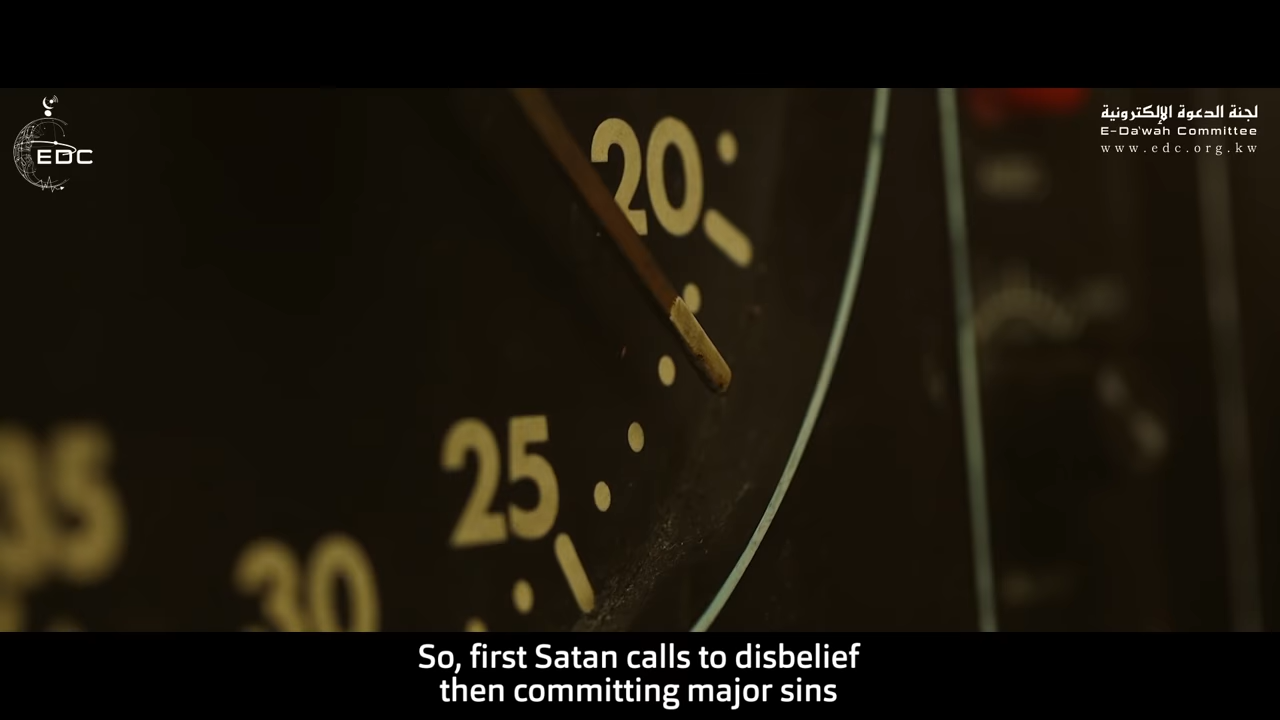 EDC
لجنة الدعوة الإلكترونية
E-Da'wah Committee
www.edc.org.kw
20
25
30
35
So, first Satan calls to disbelief
then committing major sins